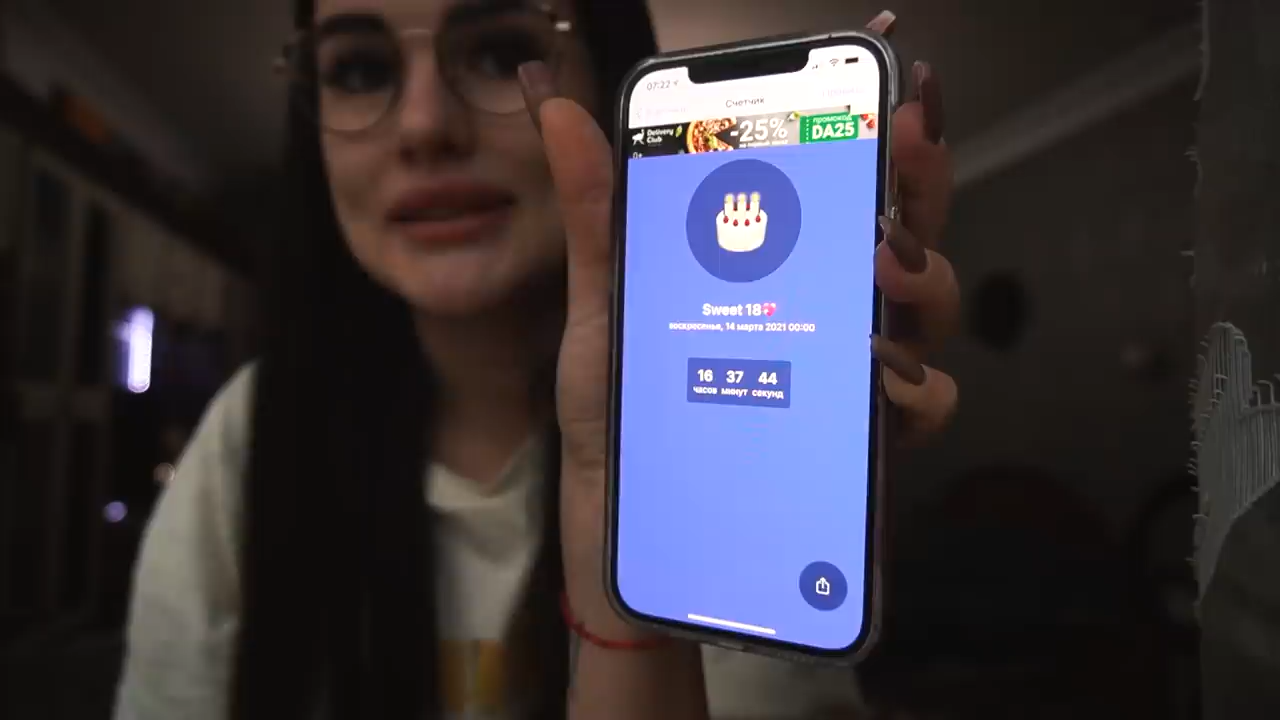 07:22
Счетчик
Delivery Club
-25%
промокод
DA25
Sweet 18💖
воскресенье, 14 марта 2021 00:00
16 37 44
часов минут секунд